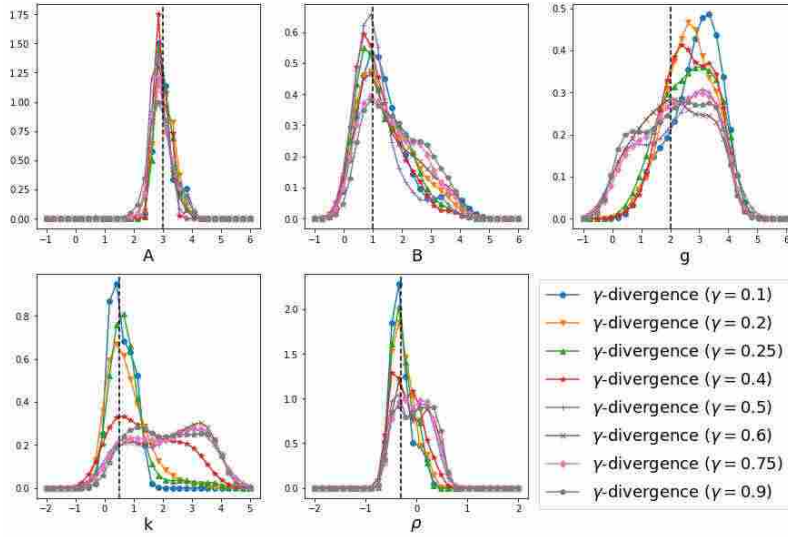 1.75
1.50
1.25
1.00
0.75
0.50
0.25
0.00
−1 0 1 2 3 4 5 6
A
0.6
0.5
0.4
0.3
0.2
0.1
0.0
−1 0 1 2 3 4 5 6
B
0.5
0.4
0.3
0.2
0.1
0.0
−1 0 1 2 3 4 5 6
g
0.8
0.6
0.4
0.2
0.0
−2 −1 0 1 2 3 4 5
k
2.0
1.5
1.0
0.5
0.0
−2 −1 0 1 2
ρ
γ-divergence (γ = 0.1)
γ-divergence (γ = 0.2)
γ-divergence (γ = 0.25)
γ-divergence (γ = 0.4)
γ-divergence (γ = 0.5)
γ-divergence (γ = 0.6)
γ-divergence (γ = 0.75)
γ-divergence (γ = 0.9)